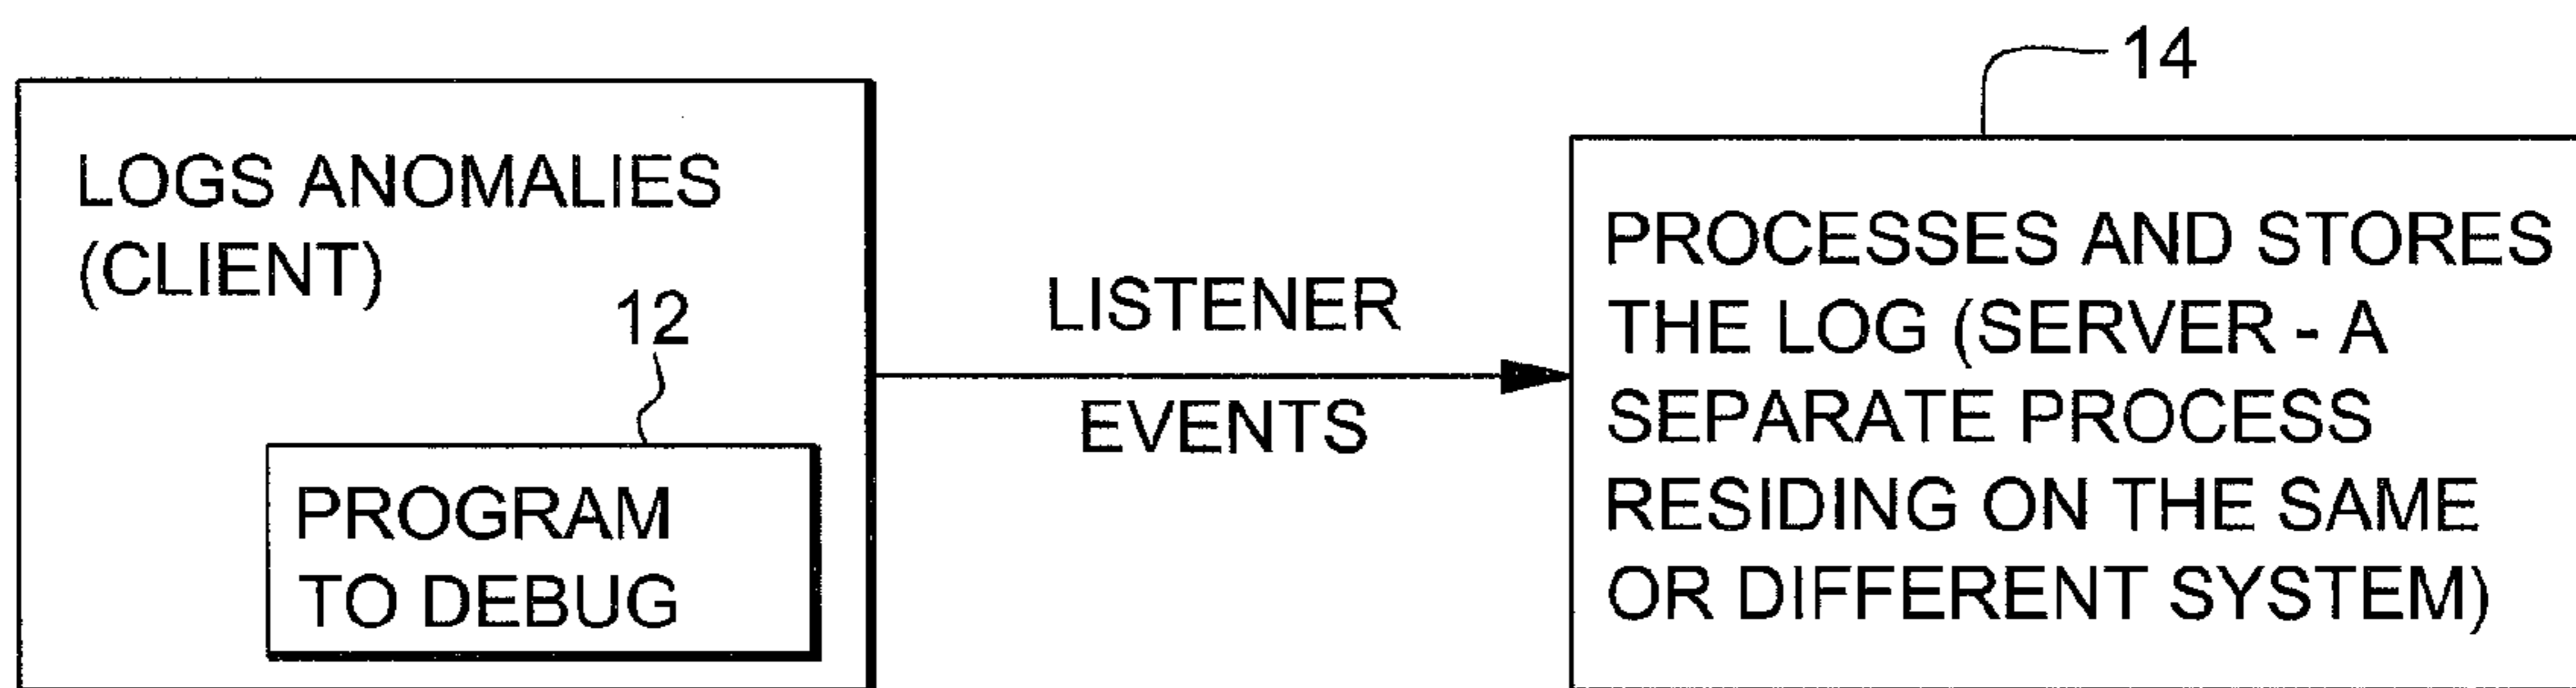 14
LOGS ANOMALIES
(CLIENT)
12
PROGRAM
TO DEBUG
LISTENER
EVENTS
PROCESSES AND STORES
THE LOG (SERVER - A
SEPARATE PROCESS
RESIDING ON THE SAME
OR DIFFERENT SYSTEM)